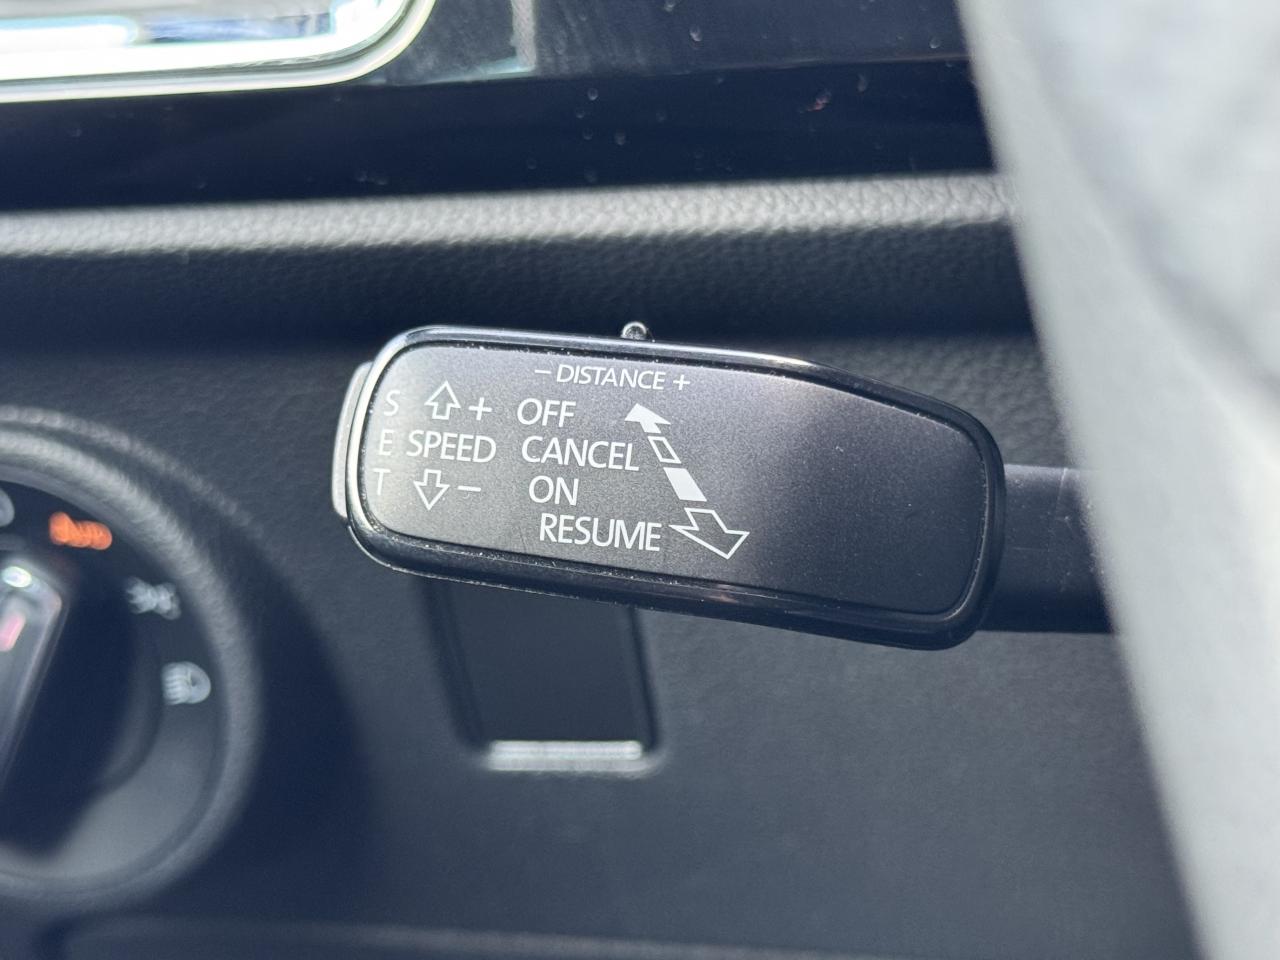 − DISTANCE +
S + OFF
E SPEED CANCEL
T − ON
RESUME